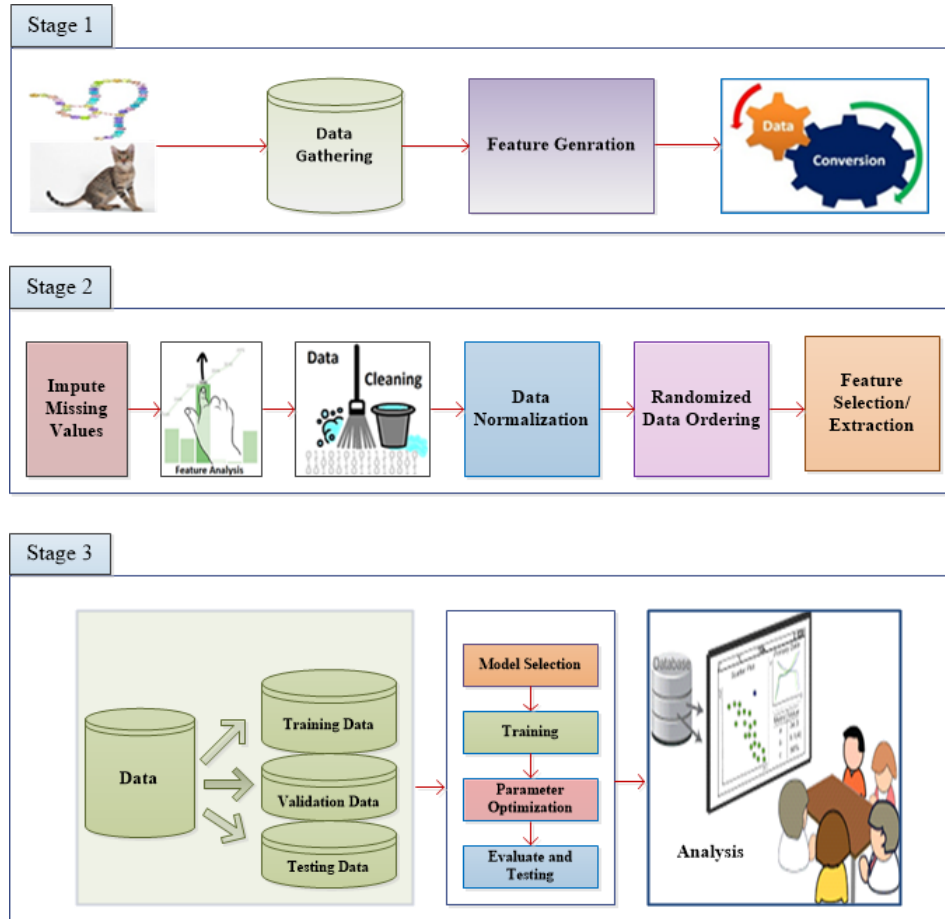 Stage 1
Data
Gathering
Feature Genration
Data
Conversion
Stage 2
Impute
Missing
Values
Feature Analysis
Data
Cleaning
Data
Normalization
Randomized
Data Ordering
Feature
Selection/
Extraction
Stage 3
Data
Training Data
Validation Data
Testing Data
Model Selection
Training
Parameter
Optimization
Evaluate and
Testing
Database
Scatter Plot
Analysis